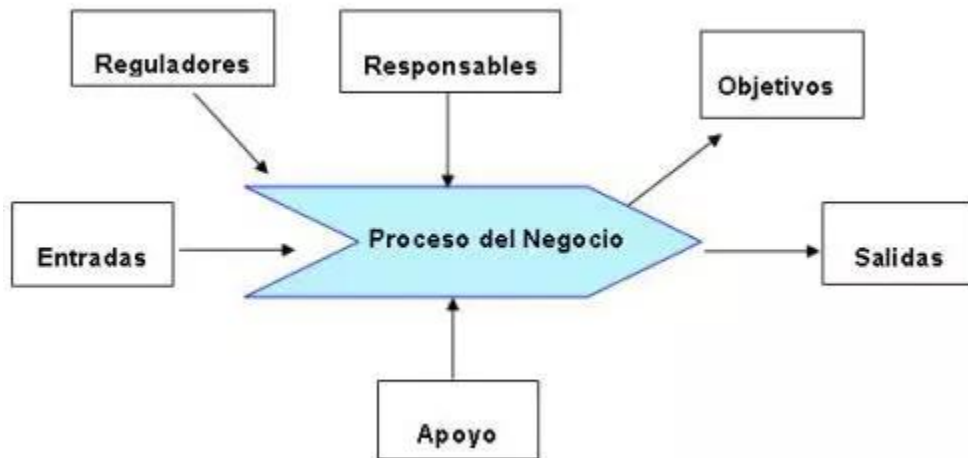 Reguladores
Responsables
Objetivos
Entradas
Proceso del Negocio
Salidas
Apoyo